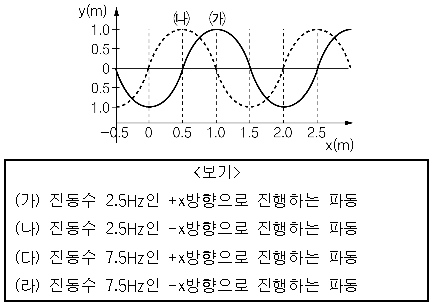 y(m)
(나) (가)
1.0
0.5
0
0.5
1.0
-0.5 0 0.5 1.0 1.5 2.0 2.5
x(m)
<보기>
(가) 진동수 2.5Hz인 +x방향으로 진행하는 파동
(나) 진동수 2.5Hz인 -x방향으로 진행하는 파동
(다) 진동수 7.5Hz인 +x방향으로 진행하는 파동
(라) 진동수 7.5Hz인 -x방향으로 진행하는 파동